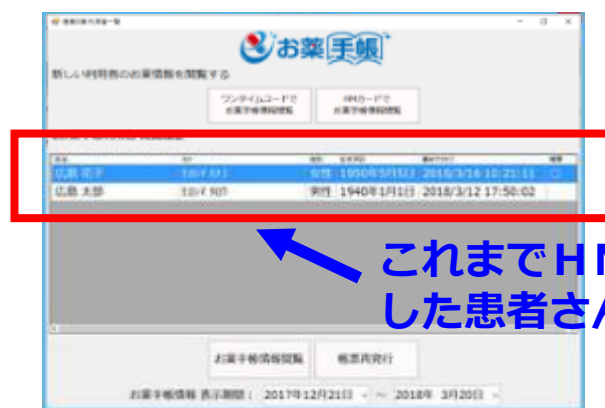 お薬手帳
新しい利用者のお薬情報を閲覧する
ワンタイムコードで
お薬手帳情報閲覧
HMカードで
お薬手帳情報閲覧
広島 花子 女性 1950年5月5日 2018/3/16 10:21:11
広島 太郎 男性 1940年1月1日 2018/3/12 17:50:02
これまでHM
した患者さん
お薬手帳情報閲覧 帳票再発行
お薬手帳情報 表示期間: 2017年12月21日 ~ 2018年 3月20日